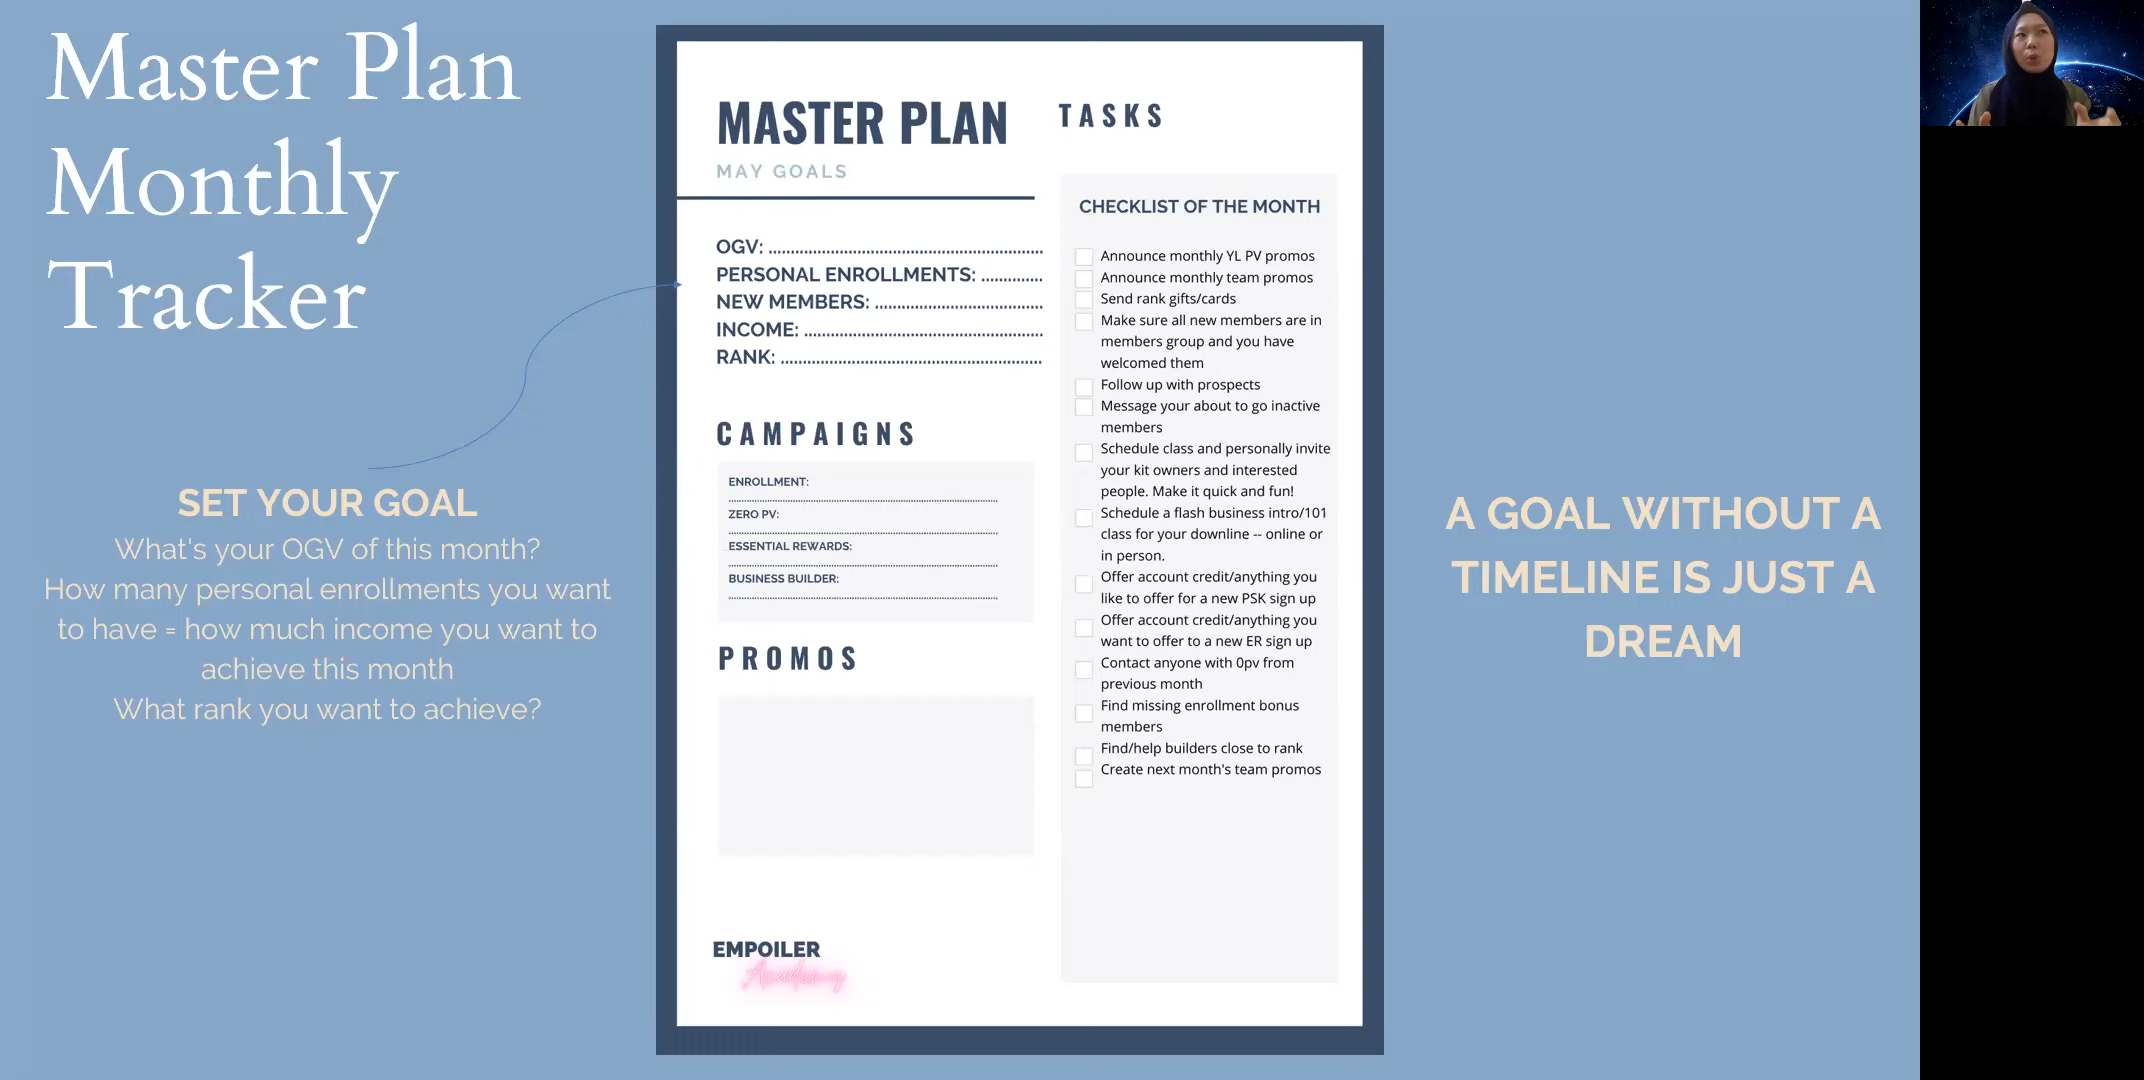 Master Plan
Monthly
Tracker
SET YOUR GOAL
What's your OGV of this month?
How many personal enrollments you want
to have = how much income you want to
achieve this month
What rank you want to achieve?
MASTER PLAN
MAY GOALS
OGV: ................................................................
PERSONAL ENROLLMENTS: ..............
NEW MEMBERS: ........................................
INCOME: .........................................................
RANK: ..............................................................
CAMPAIGNS
ENROLLMENT:
ZERO PV:
ESSENTIAL REWARDS:
BUSINESS BUILDER:
PROMOS
EMPOILER
Academy
TASKS
CHECKLIST OF THE MONTH
Announce monthly YL PV promos
Announce monthly team promos
Send rank gifts/cards
Make sure all new members are in
members group and you have
welcomed them
Follow up with prospects
Message your about to go inactive
members
Schedule class and personally invite
your kit owners and interested
people. Make it quick and fun!
Schedule a flash business intro/101
class for your downline -- online or
in person.
Offer account credit/anything you
like to offer for a new PSK sign up
Offer account credit/anything you
want to offer to a new ER sign up
Contact anyone with 0pv from
previous month
Find missing enrollment bonus
members
Find/help builders close to rank
Create next month's team promos
A GOAL WITHOUT A
TIMELINE IS JUST A
DREAM